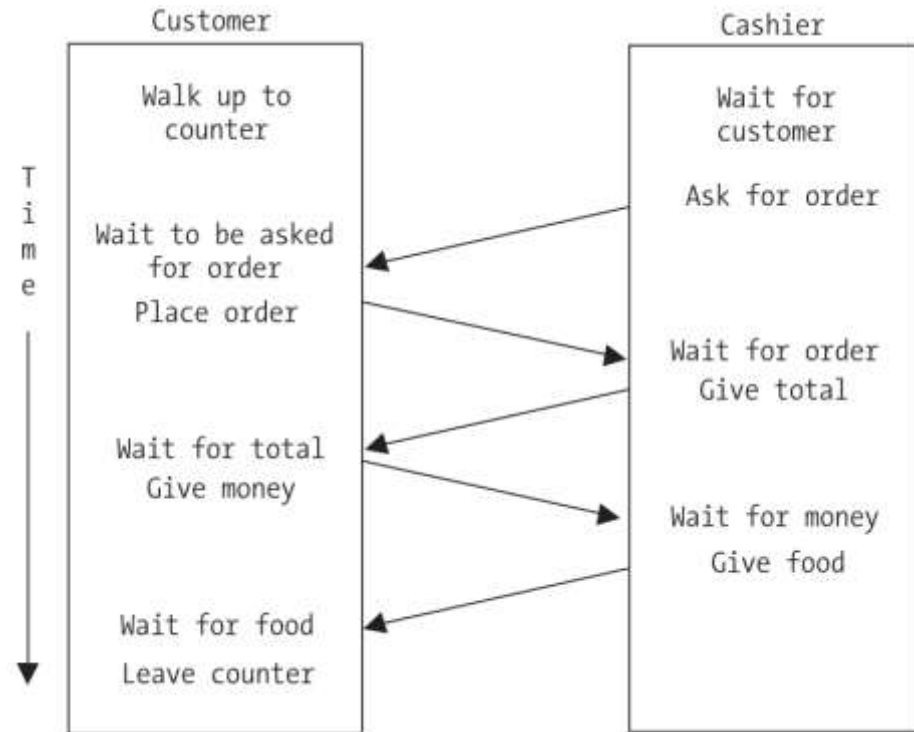 Customer
Walk up to
counter
Wait to be asked
for order
Place order
Wait for total
Give money
Wait for food
Leave counter
Cashier
Wait for
customer
Ask for order
Wait for order
Give total
Wait for money
Give food
Time